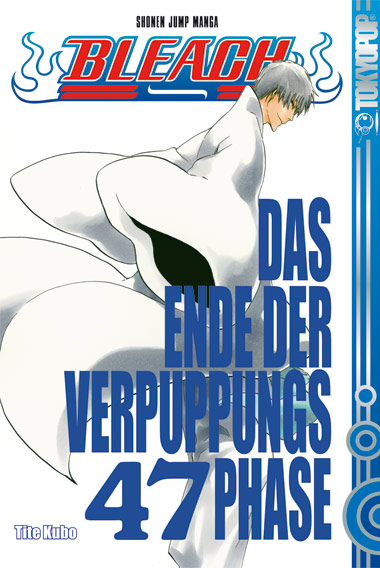 SHONEN JUMP MANGA
BLEACH
TOKYOPOP
DAS
ENDE DER
VERPUPPUNGS
47 PHASE
Tite Kubo